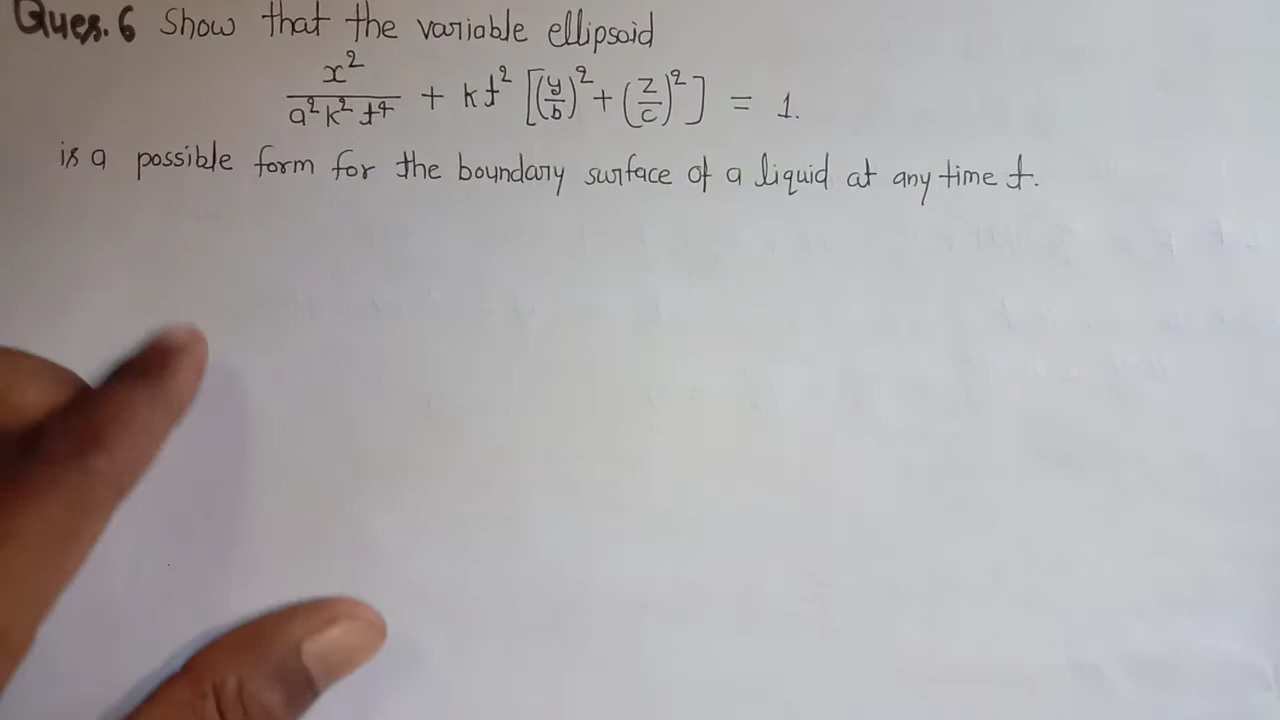 Ques. 6 Show that the variable ellipsoid
x²/(a²k²t⁴) + kt² [(y/b)² + (z/c)²] = 1.
is a possible form for the boundary surface of a liquid at any time t.